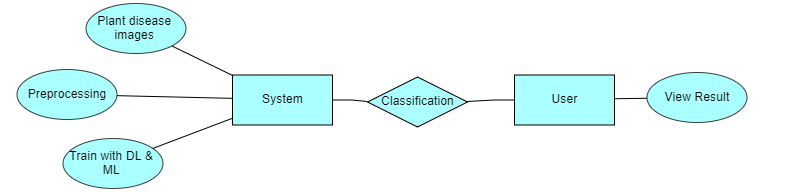 Plant disease
images
Preprocessing
Train with DL &
ML
System
Classification
User
View Result